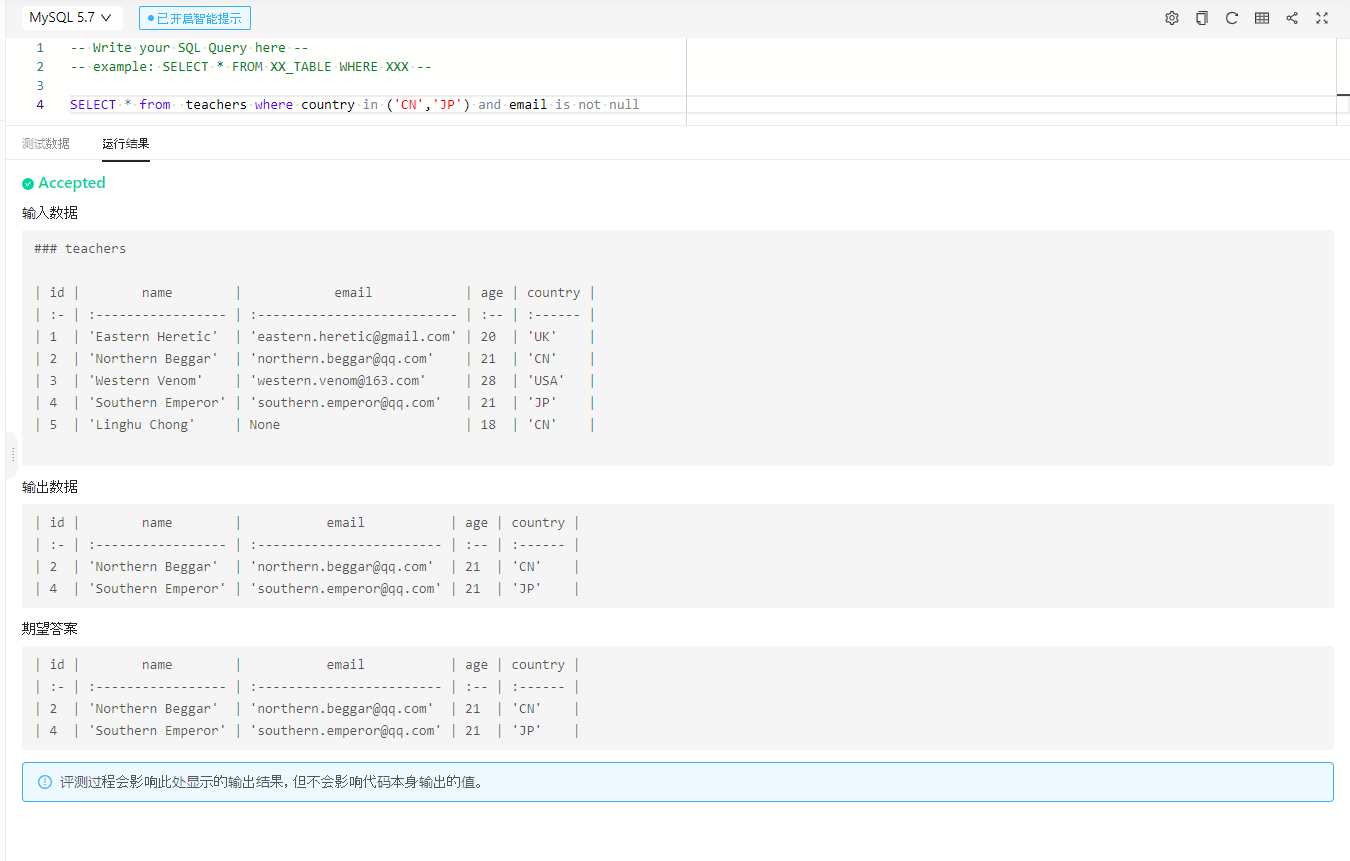 MySQL 5.7
已开启智能提示
1 -- Write your SQL Query here --
2 -- example: SELECT * FROM XX_TABLE WHERE XXX --
3
4 SELECT * from  teachers where country in ('CN','JP') and email is not null
测试数据 运行结果
Accepted
输入数据
### teachers
| id |        name        |            email            | age | country |
| :- | :----------------- | :-------------------------- | :-- | :------ |
| 1  | 'Eastern Heretic'  | 'eastern.heretic@gmail.com' | 20  | 'UK'    |
| 2  | 'Northern Beggar'  | 'northern.beggar@qq.com'    | 21  | 'CN'    |
| 3  | 'Western Venom'    | 'western.venom@163.com'     | 28  | 'USA'   |
| 4  | 'Southern Emperor' | 'southern.emperor@qq.com'   | 21  | 'JP'    |
| 5  | 'Linghu Chong'     | None                        | 18  | 'CN'    |
输出数据
| id |        name        |           email           | age | country |
| :- | :----------------- | :------------------------ | :-- | :------ |
| 2  | 'Northern Beggar'  | 'northern.beggar@qq.com'  | 21  | 'CN'    |
| 4  | 'Southern Emperor' | 'southern.emperor@qq.com' | 21  | 'JP'    |
期望答案
| id |        name        |           email           | age | country |
| :- | :----------------- | :------------------------ | :-- | :------ |
| 2  | 'Northern Beggar'  | 'northern.beggar@qq.com'  | 21  | 'CN'    |
| 4  | 'Southern Emperor' | 'southern.emperor@qq.com' | 21  | 'JP'    |
评测过程会影响此处显示的输出结果, 但不会影响代码本身输出的值。